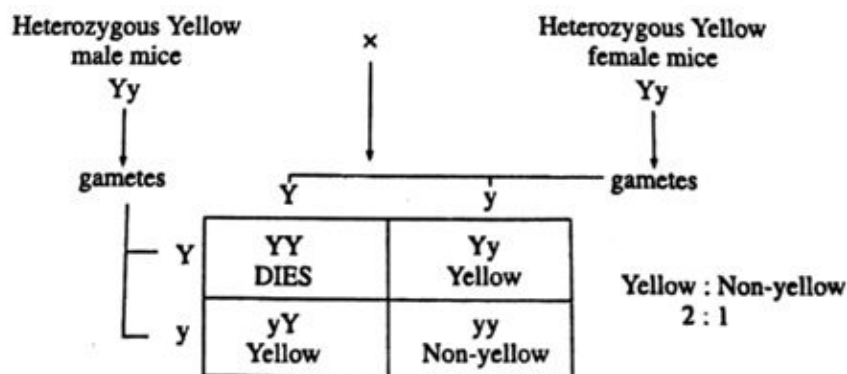 Heterozygous Yellow
male mice
Yy
×
Heterozygous Yellow
female mice
Yy
gametes
gametes
Y y
Y
YY
DIES
Yy
Yellow
y
yY
Yellow
yy
Non-yellow
Yellow : Non-yellow
2 : 1